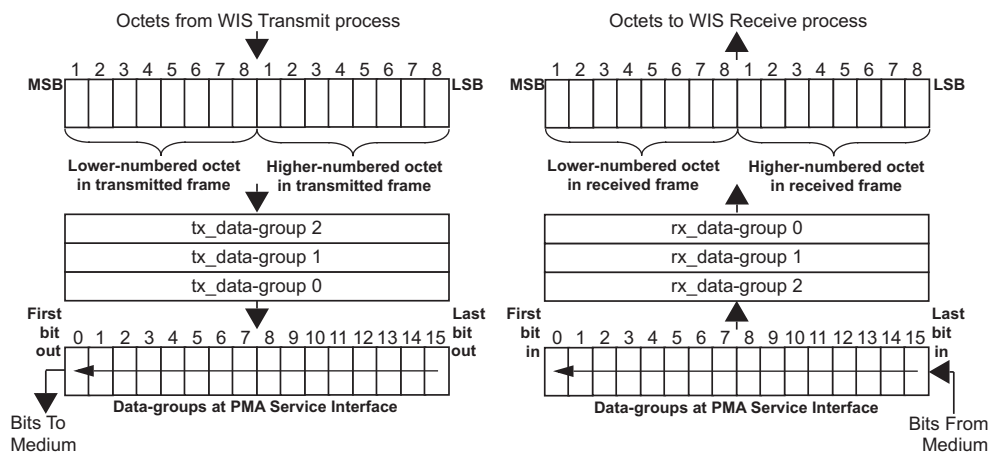 Octets from WIS Transmit process
1 2 3 4 5 6 7 8 1 2 3 4 5 6 7 8
MSB LSB
Lower-numbered octet in transmitted frame
Higher-numbered octet in transmitted frame
tx_data-group 2
tx_data-group 1
tx_data-group 0
First bit out
Last bit out
0 1 2 3 4 5 6 7 8 9 10 11 12 13 14 15
Data-groups at PMA Service Interface
Bits To Medium
Octets to WIS Receive process
1 2 3 4 5 6 7 8 1 2 3 4 5 6 7 8
MSB LSB
Lower-numbered octet in received frame
Higher-numbered octet in received frame
rx_data-group 0
rx_data-group 1
rx_data-group 2
First bit in
Last bit in
0 1 2 3 4 5 6 7 8 9 10 11 12 13 14 15
Data-groups at PMA Service Interface
Bits From Medium